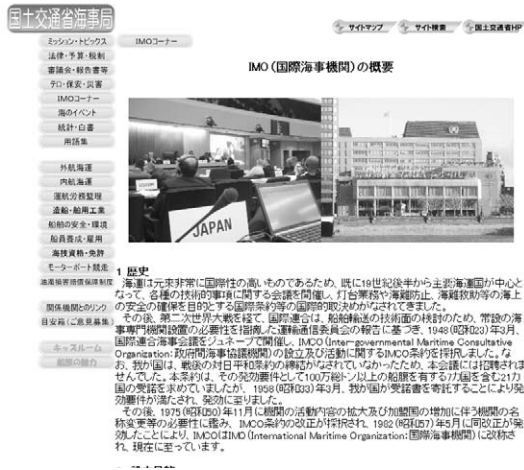 国土交通省海事局
サイトマップ
サイト検索
国土交通省HP
ミッション・トピックス
法律・予算・税制
審議会・報告書等
テロ・保安・災害
IMOコーナー
海のイベント
統計・白書
用語集
外航海運
内航海運
運航労務監理
造船・舶用工業
船舶の安全・環境
船員養成・雇用
海技資格・免許
モーターボート競走
油濁損害賠償保障制度
関係機関とのリンク
目安箱(ご意見募集)
キッズルーム
船舶の魅力
IMOコーナー
IMO(国際海事機関)の概要
JAPAN
1 歴史
海運は元来非常に国際性の高いものであるため、既に19世紀後半から主要海運国が中心と
なって、各種の技術的事項に関する会議を開催し、灯台業務や海難防止、海難救助等の海上
の安全の確保を目的とする国際条約等の国際的取決めがなされてきました。
その後、第二次世界大戦を経て、国際連合は、船舶輸送の技術面の検討のため、常設の海
事専門機関設置の必要性を指摘した運輸通信委員会の報告に基づき、1948(昭和23)年3月、
国際連合海事会議をジュネーブで開催し、IMCO(Inter-governmental Maritime Consultative
Organization:政府間海事協議機関)の設立及び活動に関するIMCO条約を採択しました。な
お、我が国は、戦後の対日平和条約の締結がなされていなかったため、本会議には招聘されま
せんでした。本条約は、その発効要件として100万総トン以上の船腹を有する7カ国を含む21カ
国の受諾を求めていましたが、1958(昭和33)年3月、我が国が受諾書を寄託することにより発
効要件が満たされ、発効に至りました。
その後、1975(昭和50)年11月に機関の活動内容の拡大及び加盟国の増加に伴う機関の名
称変更等の必要性に鑑み、IMCO条約の改正が採択され、1982(昭和57)年5月に同改正が発
効したことにより、IMCOはIMO(International Maritime Organization:国際海事機関)に改称さ
れ、現在に至っています。